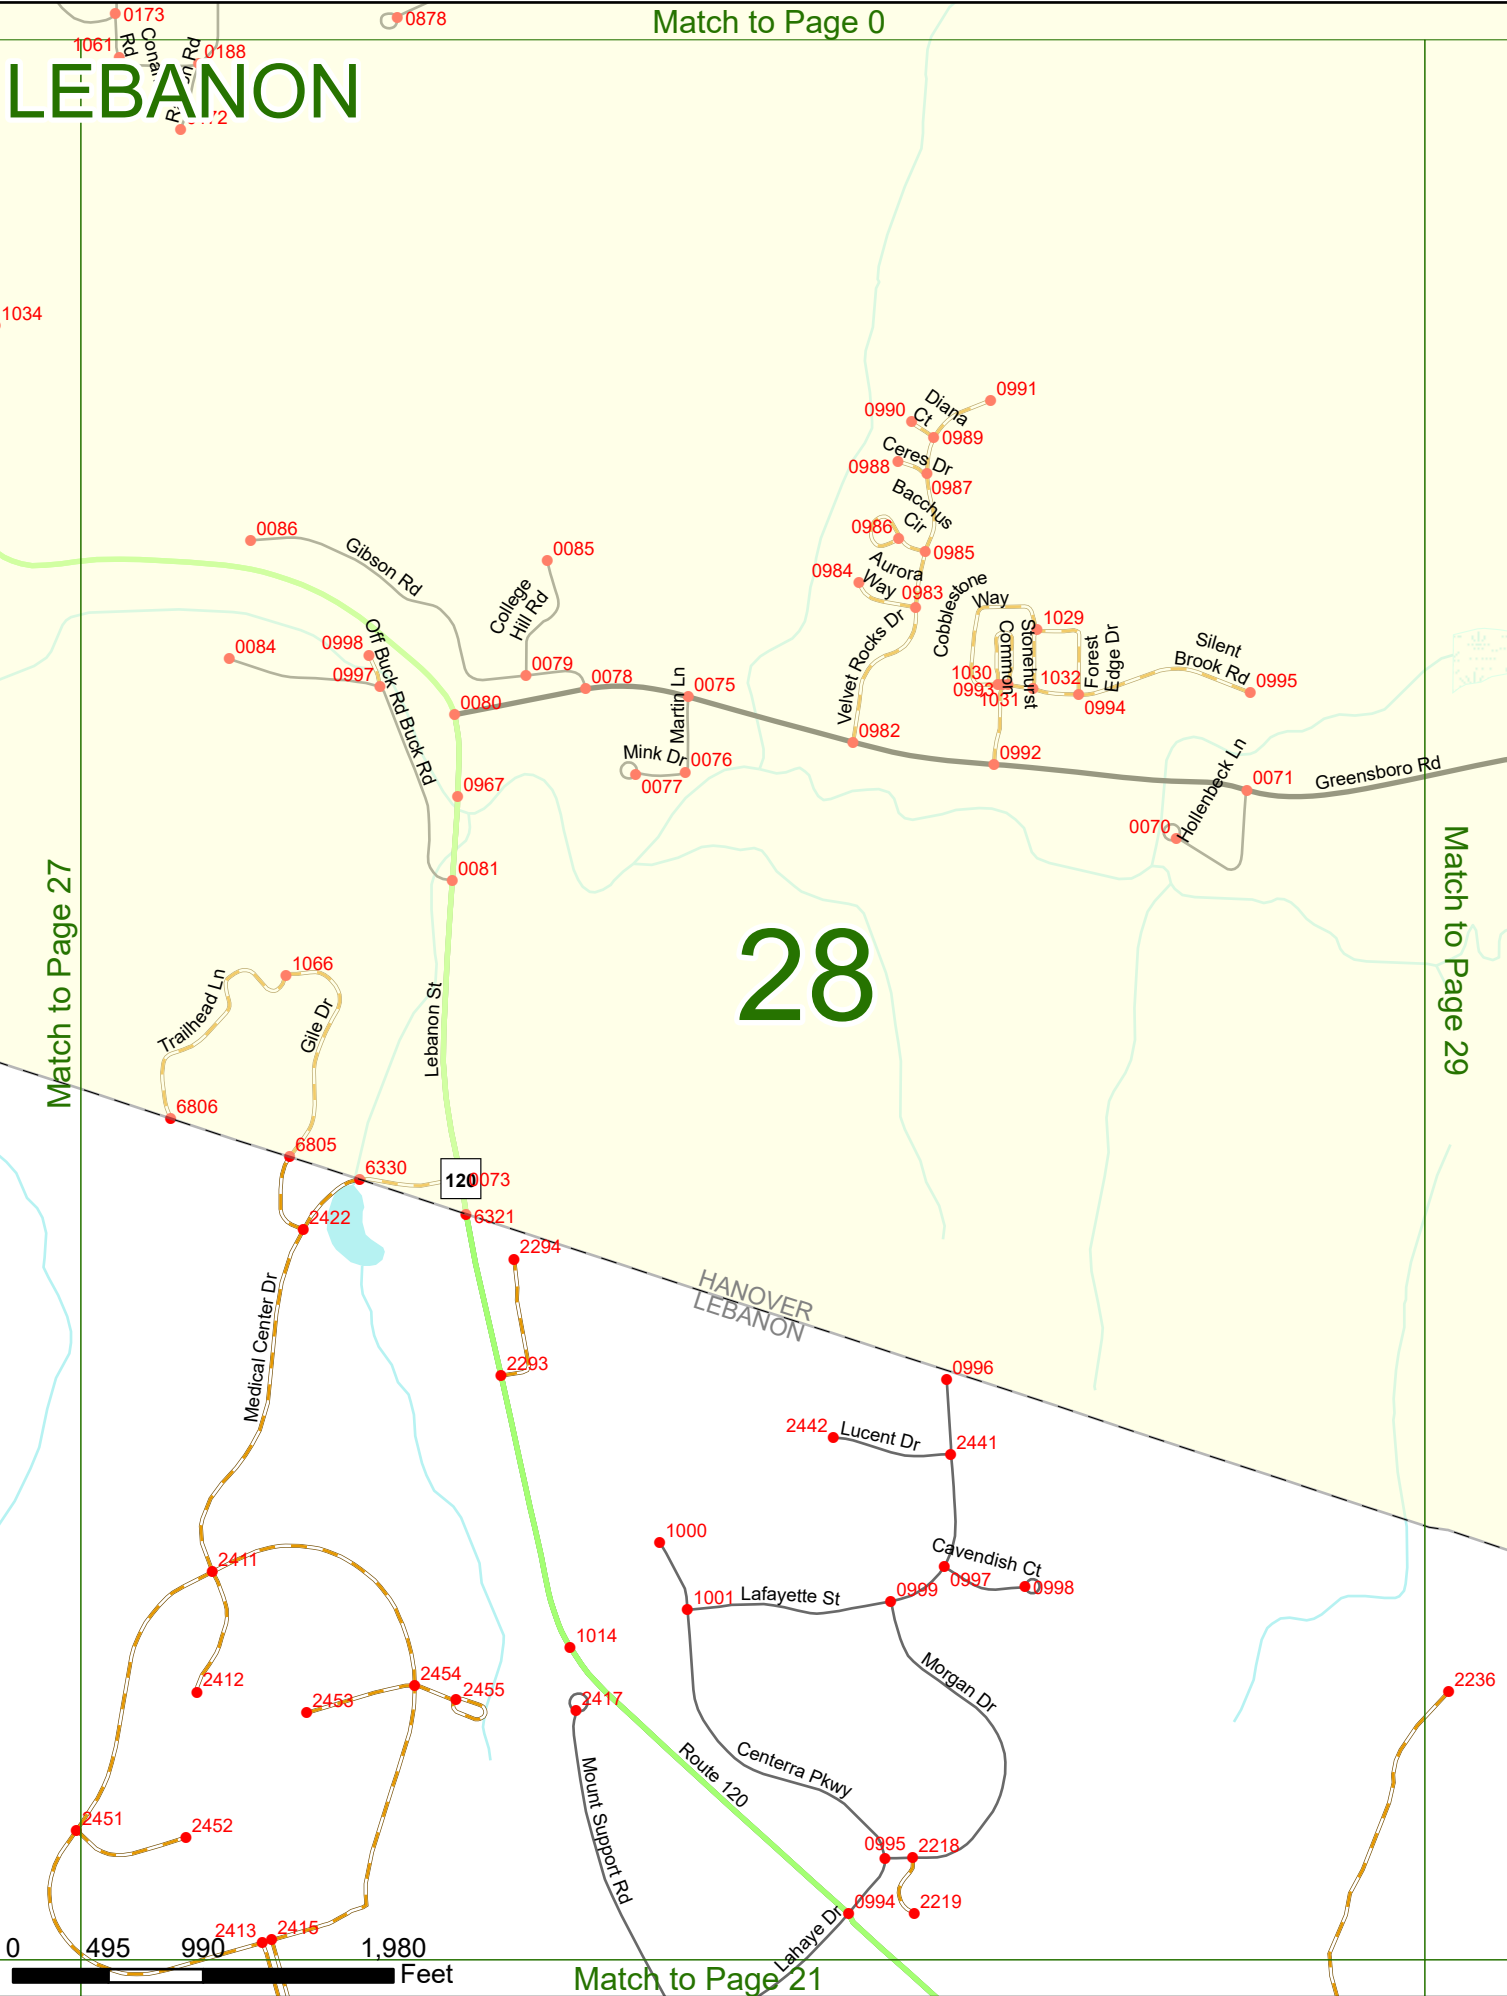 Match to Page 0
0173
0878
1061
Rd
0188
LEBANON
1034
0991
Diana
Ct
0990
0989
Ceres Dr
0988
0987
Bacchus
Cir
0986
0985
Aurora
Way
0984
0983
Cobblestone
Way
0086
Gibson Rd
0085
College
Hill Rd
0998
Off Buck Rd
0084
0997
Buck Rd
0079
0078
0080
Martin Ln
0075
Velvet Rocks Dr
Common
Stonehurst
1029
Forest
Edge Dr
Silent
Brook Rd
1030
0993
1031
1032
0994
0995
0982
Mink Dr
0076
0077
0992
0967
Hollenbeck Ln
0071
Greensboro Rd
0070
0081
Match to Page 27
28
Match to Page 29
Trailhead Ln
1066
Gile Dr
Lebanon St
6806
6805
6330
120
0073
6321
2422
2294
HANOVER
LEBANON
Medical Center Dr
2293
0996
2442
Lucent Dr
2441
1000
Cavendish Ct
2411
0997
0998
1001
Lafayette St
0999
1014
2412
2453
2454
2455
2417
Morgan Dr
2236
Route 120
Centerra Pkwy
Mount Support Rd
2451
2452
0995
2218
0994
2219
Lahaye Dr
2413
2415
0 495 990 1,980
Feet
Match to Page 21